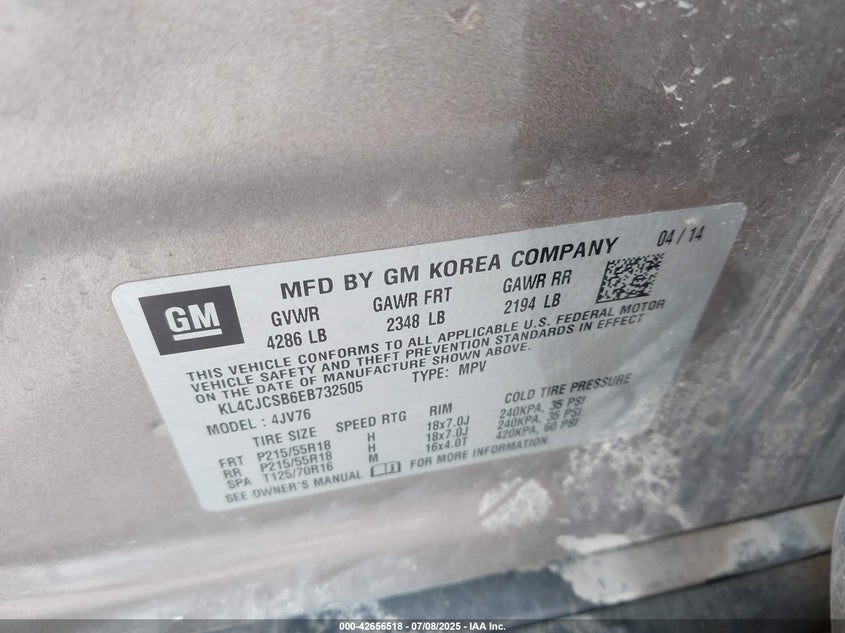 GM
MFD BY GM KOREA COMPANY 04 / 14
GVWR GAWR FRT GAWR RR
4286 LB 2348 LB 2194 LB
THIS VEHICLE CONFORMS TO ALL APPLICABLE U.S. FEDERAL MOTOR
VEHICLE SAFETY AND THEFT PREVENTION STANDARDS IN EFFECT
ON THE DATE OF MANUFACTURE SHOWN ABOVE.
KL4CJCSB6EB732505 TYPE: MPV
MODEL : 4JV76
TIRE SIZE SPEED RTG RIM COLD TIRE PRESSURE
FRT P215/55R18 H 18x7.0J 240KPA, 35 PSI
RR P215/55R18 H 18x7.0J 240KPA, 35 PSI
SPA T125/70R16 M 16x4.0T 420KPA, 60 PSI
SEE OWNER'S MANUAL FOR MORE INFORMATION.
000-42656518 - 07/08/2025 - IAA Inc.